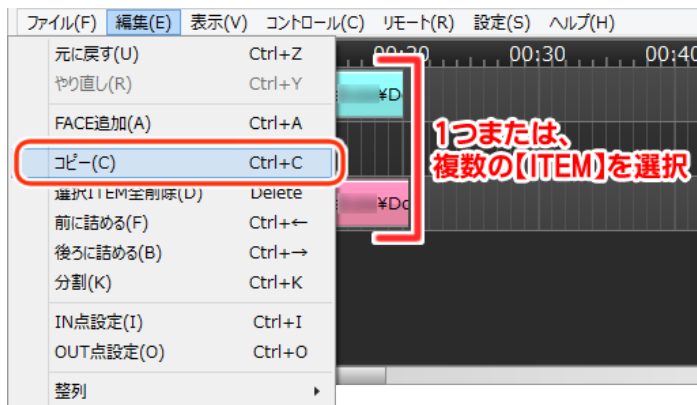 ファイル(F) 編集(E) 表示(V) コントロール(C) リモート(R) 設定(S) ヘルプ(H)
元に戻す(U) Ctrl+Z
00:20 00:30 00:40
やり直し(R) Ctrl+Y
¥D
FACE追加(A) Ctrl+A
1つまたは、
複数の【ITEM】を選択
コピー(C) Ctrl+C
選択ITEM全削除(D) Delete
¥Do
前に詰める(F) Ctrl+←
後ろに詰める(B) Ctrl+→
分割(K) Ctrl+K
IN点設定(I) Ctrl+I
OUT点設定(O) Ctrl+O
整列